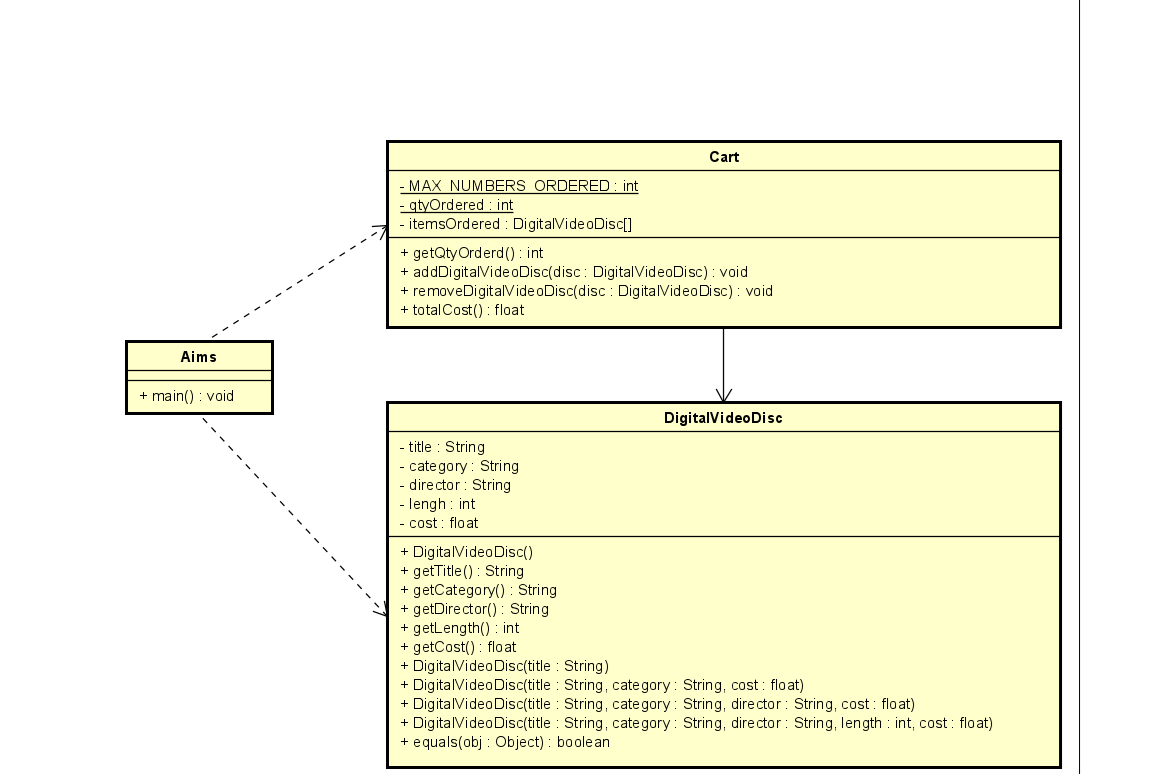 Cart
- MAX_NUMBERS_ORDERED : int
- qtyOrdered : int
- itemsOrdered : DigitalVideoDisc[]
+ getQtyOrderd() : int
+ addDigitalVideoDisc(disc : DigitalVideoDisc) : void
+ removeDigitalVideoDisc(disc : DigitalVideoDisc) : void
+ totalCost() : float
Aims
+ main() : void
DigitalVideoDisc
- title : String
- category : String
- director : String
- lengh : int
- cost : float
+ DigitalVideoDisc()
+ getTitle() : String
+ getCategory() : String
+ getDirector() : String
+ getLength() : int
+ getCost() : float
+ DigitalVideoDisc(title : String)
+ DigitalVideoDisc(title : String, category : String, cost : float)
+ DigitalVideoDisc(title : String, category : String, director : String, cost : float)
+ DigitalVideoDisc(title : String, category : String, director : String, length : int, cost : float)
+ equals(obj : Object) : boolean